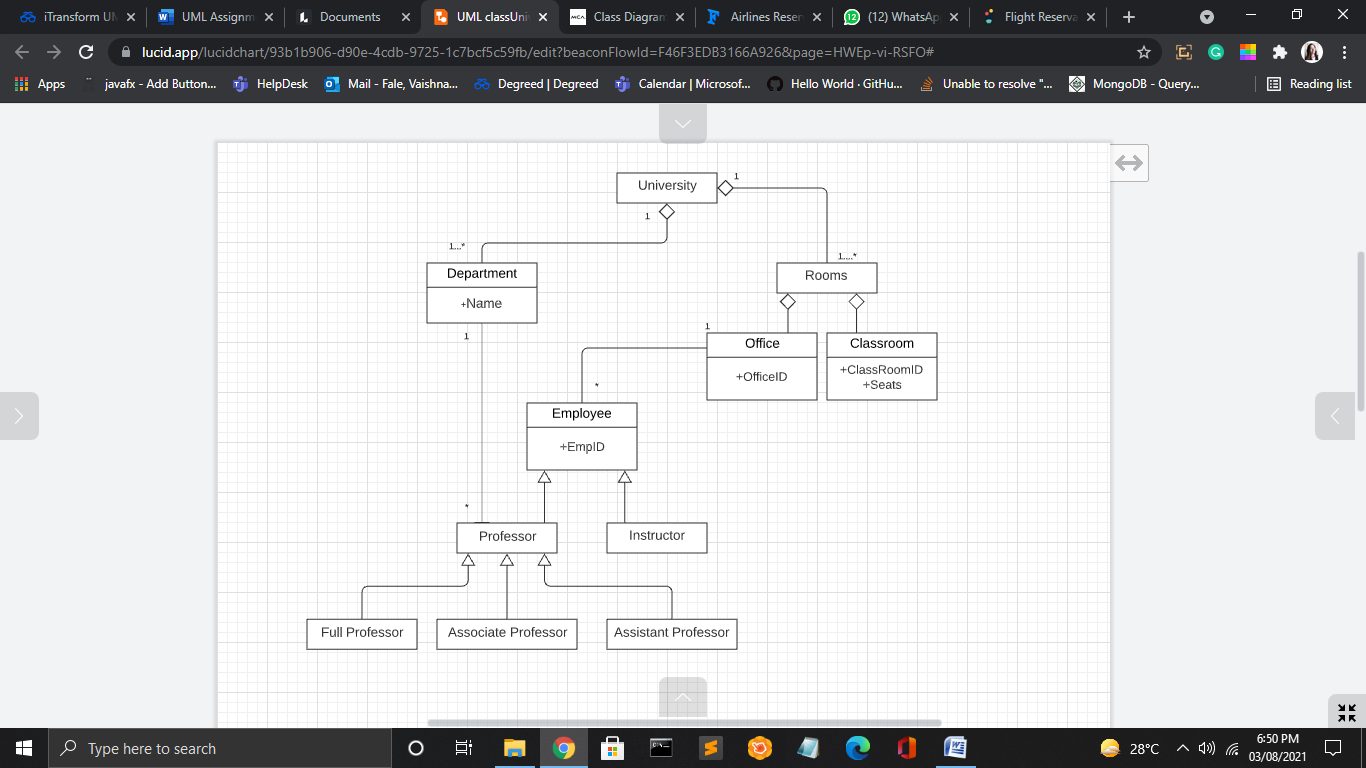 iTransform UM
UML Assignm
Documents
UML classUniv
Class Diagram
Airlines Reser
(12) WhatsAp
Flight Reserva
lucid.app/lucidchart/93b1b906-d90e-4cdb-9725-1c7bcf5c59fb/edit?beaconFlowId=F46F3EDB3166A926&page=HWEp-vi-RSFO#
Apps
javafx - Add Button...
HelpDesk
Mail - Fale, Vaishna...
Degreed | Degreed
Calendar | Microsof...
Hello World · GitHu...
Unable to resolve "...
MongoDB - Query...
Reading list
University
1
1
1...*
1....*
Department
+Name
Rooms
1
1
Office
+OfficeID
Classroom
+ClassRoomID
+Seats
*
Employee
+EmpID
*
Professor
Instructor
Full Professor
Associate Professor
Assistant Professor
Type here to search
28°C
6:50 PM
03/08/2021